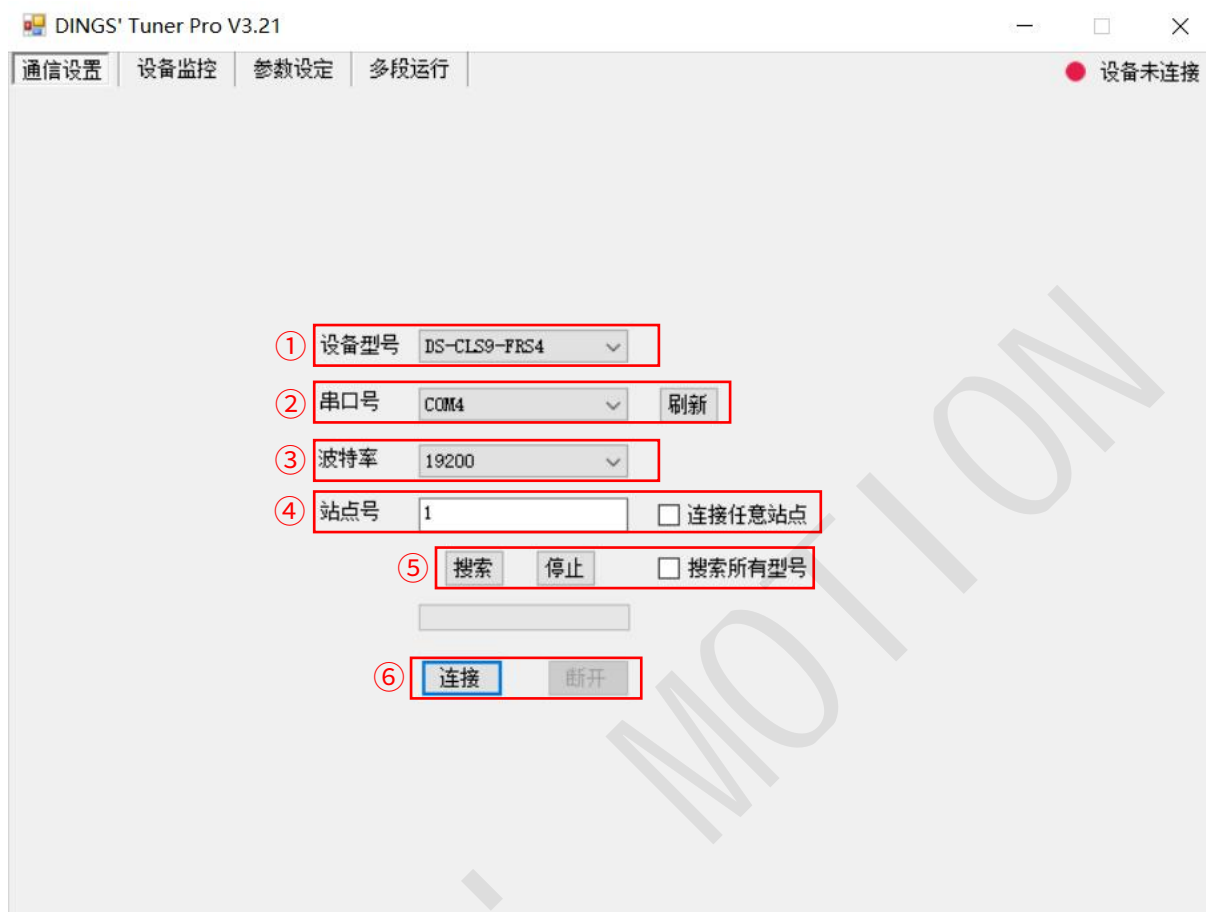 DINGS' Tuner Pro V3.21
通信设置 设备监控 参数设定 多段运行 设备未连接
① 设备型号 DS-CLS9-FRS4
② 串口号 COM4 刷新
③ 波特率 19200
④ 站点号 1 连接任意站点
⑤ 搜索 停止 搜索所有型号
⑥ 连接 断开
MOTION